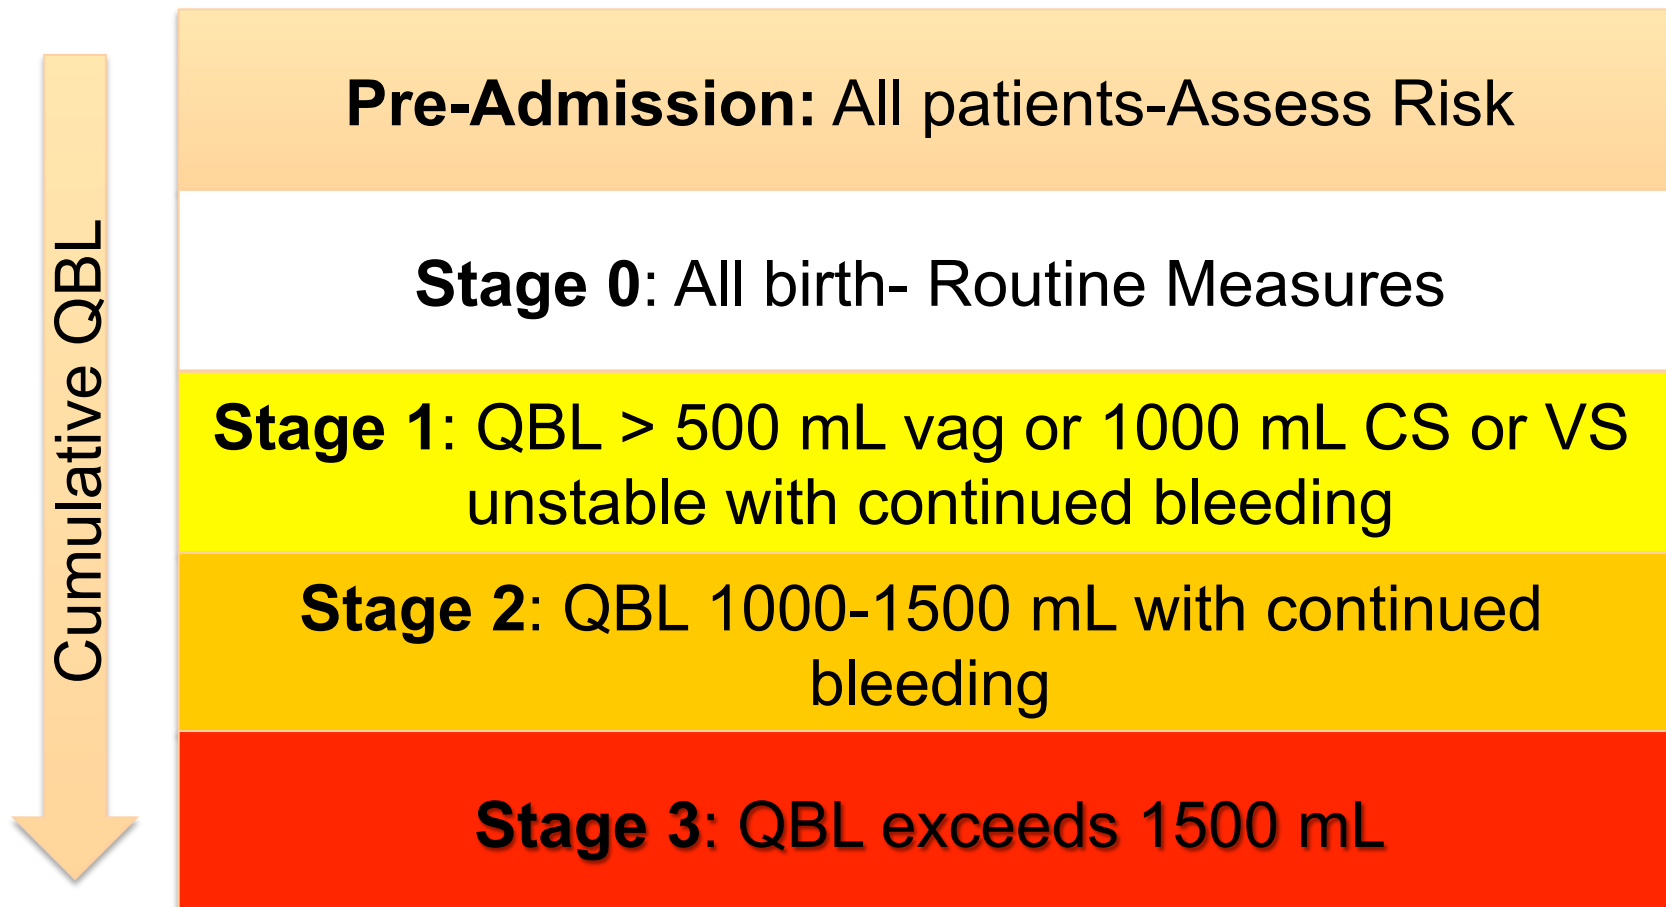 Cumulative QBL
Pre-Admission: All patients-Assess Risk
Stage 0: All birth- Routine Measures
Stage 1: QBL > 500 mL vag or 1000 mL CS or VS
unstable with continued bleeding
Stage 2: QBL 1000-1500 mL with continued
bleeding
Stage 3: QBL exceeds 1500 mL